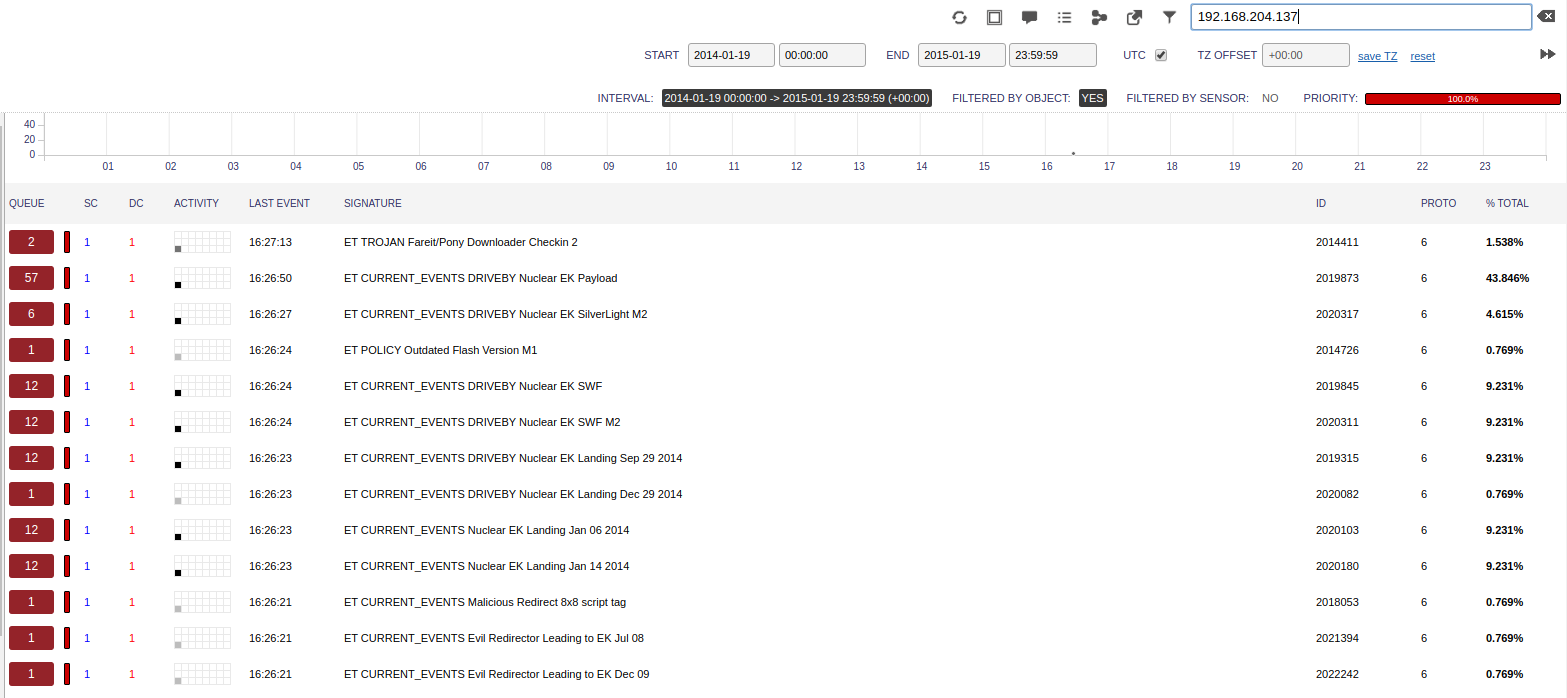 192.168.204.137
START 2014-01-19 00:00:00 END 2015-01-19 23:59:59 UTC TZ OFFSET +00:00 save TZ reset
INTERVAL: 2014-01-19 00:00:00 -> 2015-01-19 23:59:59 (+00:00) FILTERED BY OBJECT: YES FILTERED BY SENSOR: NO PRIORITY: 100.0%
40
20
0
01 02 03 04 05 06 07 08 09 10 11 12 13 14 15 16 17 18 19 20 21 22 23
QUEUE SC DC ACTIVITY LAST EVENT SIGNATURE ID PROTO % TOTAL
2 1 1 16:27:13 ET TROJAN Fareit/Pony Downloader Checkin 2 2014411 6 1.538%
57 1 1 16:26:50 ET CURRENT_EVENTS DRIVEBY Nuclear EK Payload 2019873 6 43.846%
6 1 1 16:26:27 ET CURRENT_EVENTS DRIVEBY Nuclear EK SilverLight M2 2020317 6 4.615%
1 1 1 16:26:24 ET POLICY Outdated Flash Version M1 2014726 6 0.769%
12 1 1 16:26:24 ET CURRENT_EVENTS DRIVEBY Nuclear EK SWF 2019845 6 9.231%
12 1 1 16:26:24 ET CURRENT_EVENTS DRIVEBY Nuclear EK SWF M2 2020311 6 9.231%
12 1 1 16:26:23 ET CURRENT_EVENTS DRIVEBY Nuclear EK Landing Sep 29 2014 2019315 6 9.231%
1 1 1 16:26:23 ET CURRENT_EVENTS DRIVEBY Nuclear EK Landing Dec 29 2014 2020082 6 0.769%
12 1 1 16:26:23 ET CURRENT_EVENTS Nuclear EK Landing Jan 06 2014 2020103 6 9.231%
12 1 1 16:26:23 ET CURRENT_EVENTS Nuclear EK Landing Jan 14 2014 2020180 6 9.231%
1 1 1 16:26:21 ET CURRENT_EVENTS Malicious Redirect 8x8 script tag 2018053 6 0.769%
1 1 1 16:26:21 ET CURRENT_EVENTS Evil Redirector Leading to EK Jul 08 2021394 6 0.769%
1 1 1 16:26:21 ET CURRENT_EVENTS Evil Redirector Leading to EK Dec 09 2022242 6 0.769%